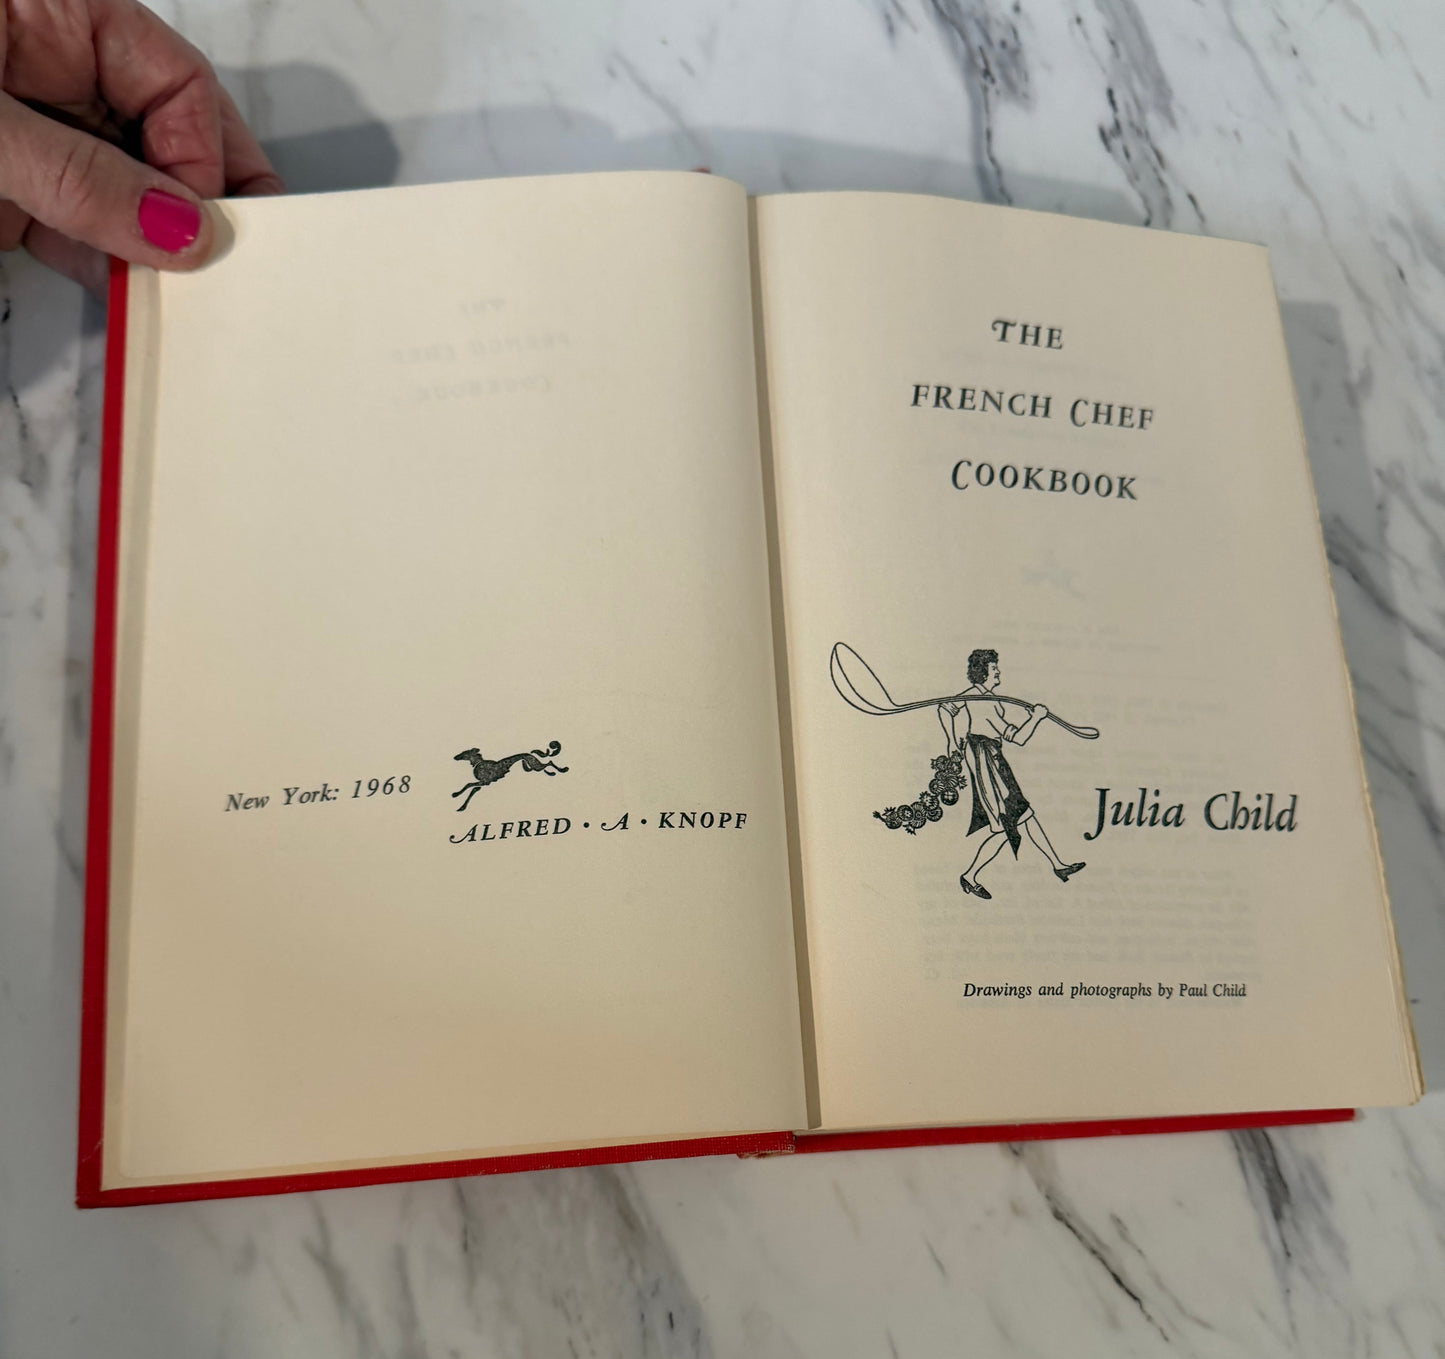 New York: 1968
ALFRED · A · KNOPF
THE
FRENCH CHEF
COOKBOOK
Julia Child
Drawings and photographs by Paul Child